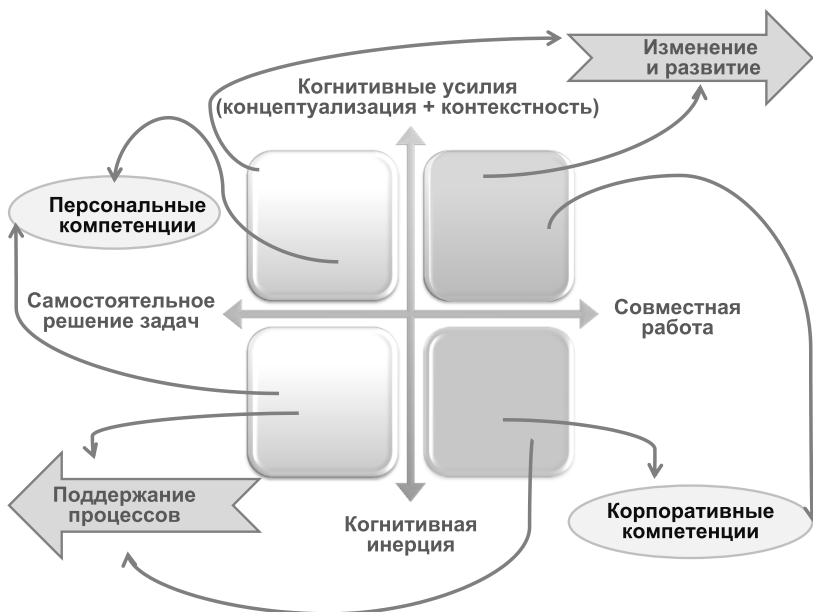 Изменение
и развитие
Когнитивные усилия
(концептуализация + контекстность)
Персональные
компетенции
Самостоятельное
решение задач
Совместная
работа
Поддержание
процессов
Когнитивная
инерция
Корпоративные
компетенции